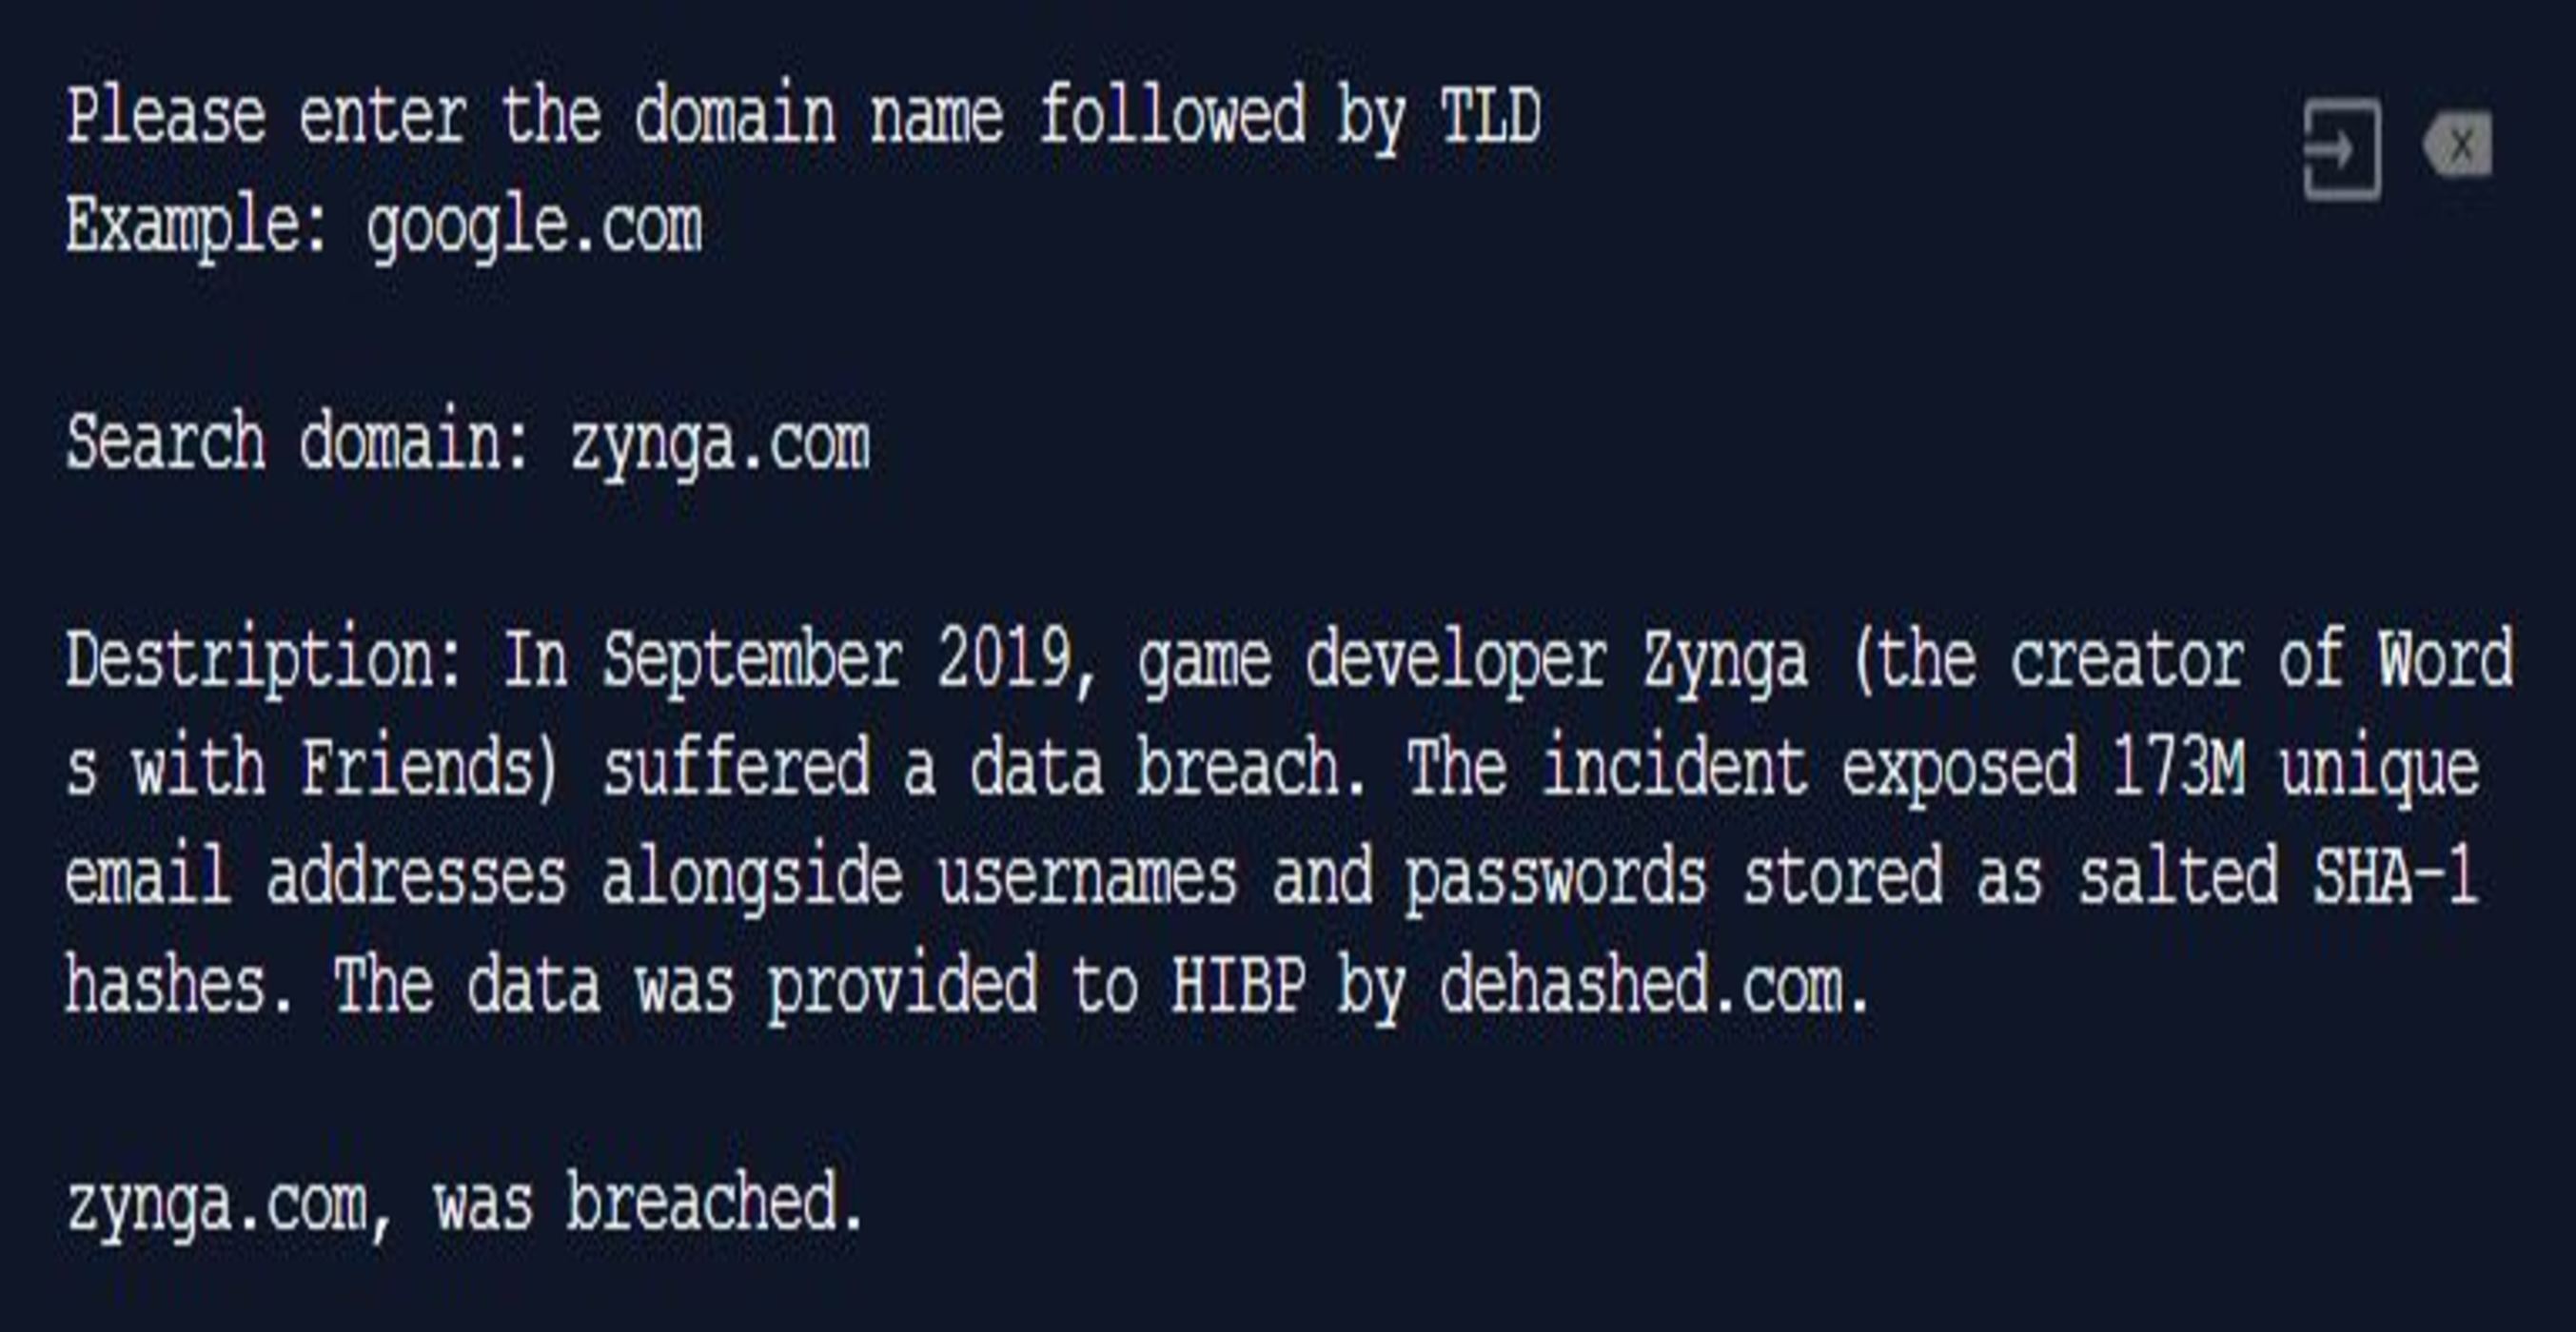 Please enter the domain name followed by TLD
Example: google.com
Search domain: zynga.com
Destription: In September 2019, game developer Zynga (the creator of Word
s with Friends) suffered a data breach. The incident exposed 173M unique
email addresses alongside usernames and passwords stored as salted SHA-1
hashes. The data was provided to HIBP by dehashed.com.
zynga.com, was breached.